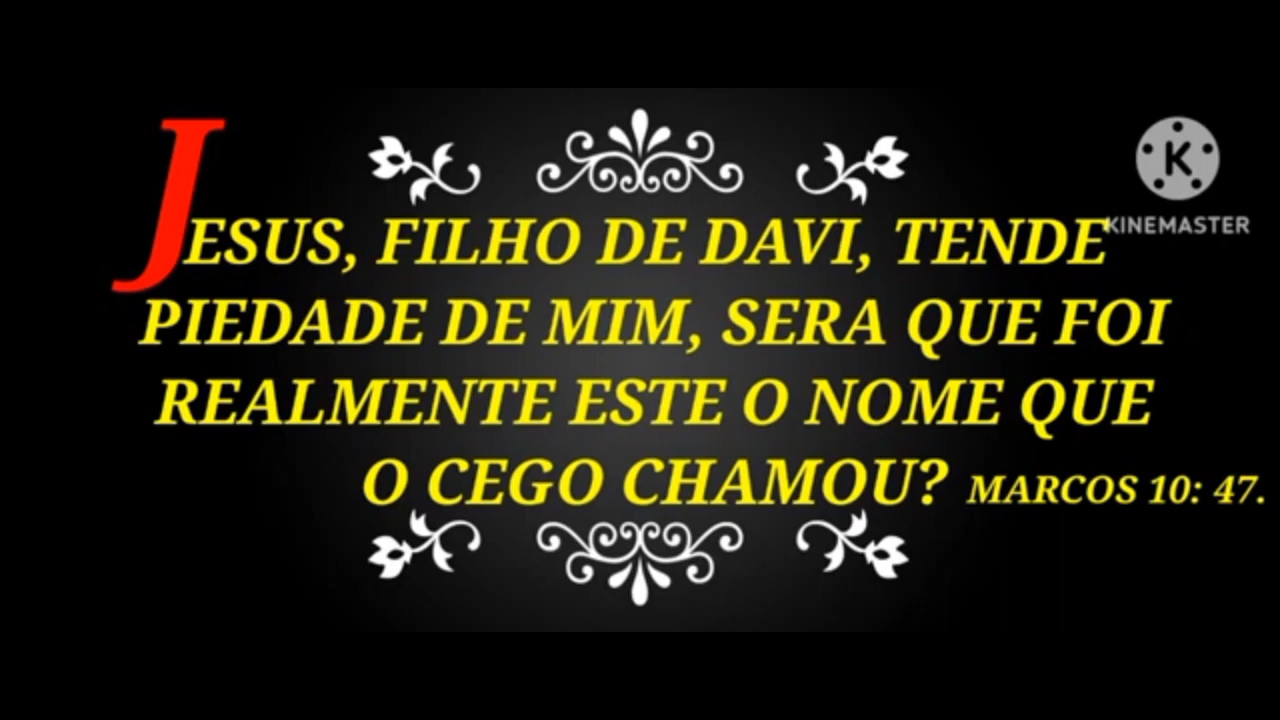 JESUS, FILHO DE DAVI, TENDE
PIEDADE DE MIM, SERA QUE FOI
REALMENTE ESTE O NOME QUE
O CEGO CHAMOU? MARCOS 10: 47.
K
KINEMASTER